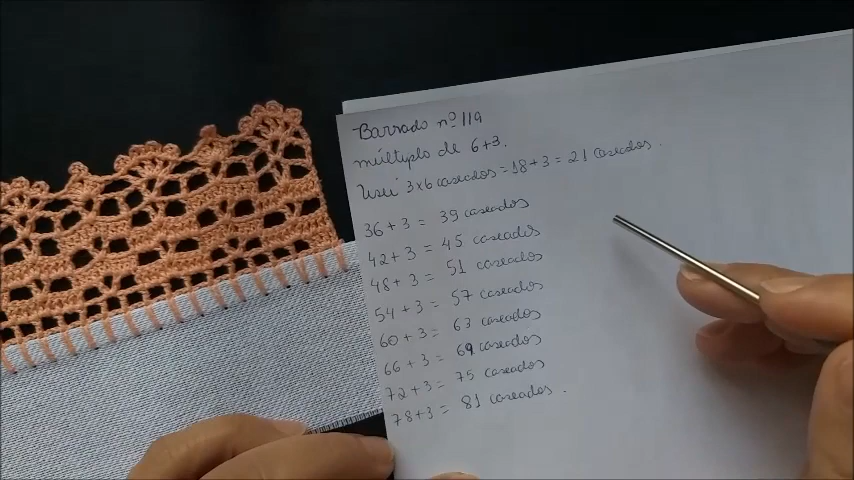 Barrado nº 119
múltiplo de 6+3.
Usei 3x6 caseados = 18+3 = 21 caseados.
36+3 = 39 caseados
42+3 = 45 caseados
48+3 = 51 caseados
54+3 = 57 caseados
60+3 = 63 caseados
66+3 = 69 caseados
72+3 = 75 caseados
78+3 = 81 caseados.